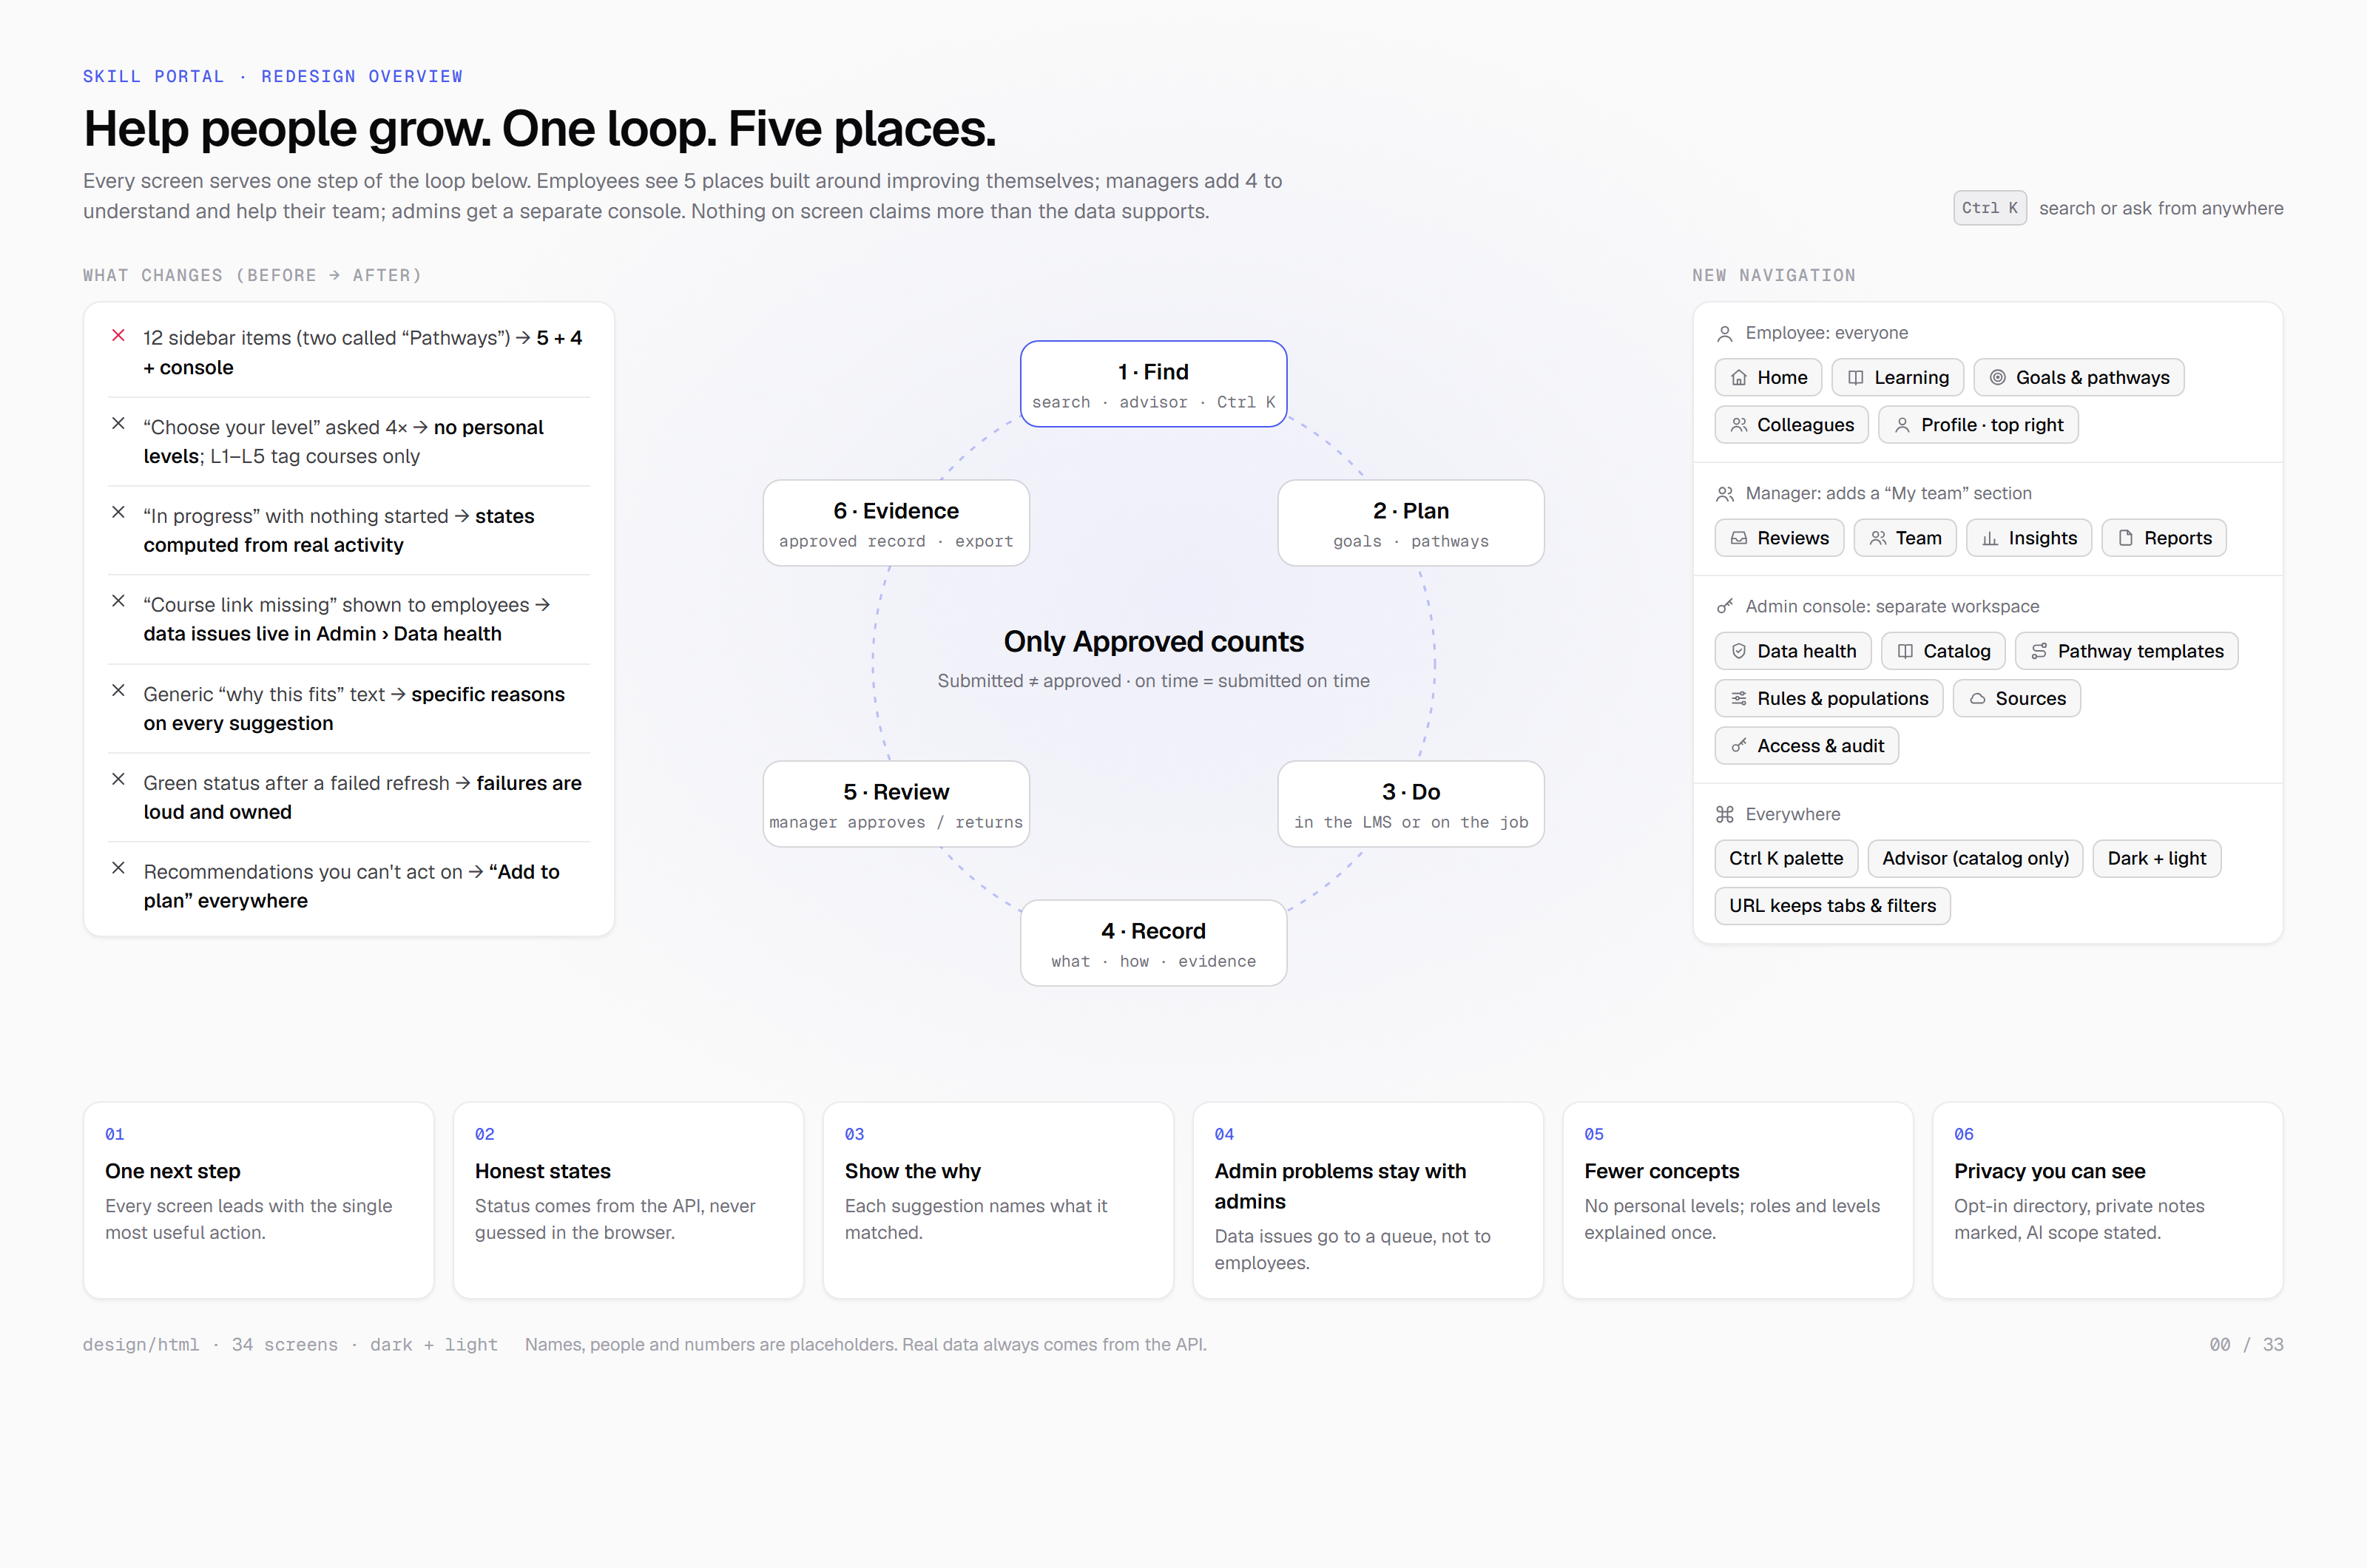 SKILL PORTAL · REDESIGN OVERVIEW
Help people grow. One loop. Five places.
Every screen serves one step of the loop below. Employees see 5 places built around improving themselves; managers add 4 to
understand and help their team; admins get a separate console. Nothing on screen claims more than the data supports.
Ctrl K search or ask from anywhere
WHAT CHANGES (BEFORE → AFTER)
12 sidebar items (two called “Pathways”) → 5 + 4
+ console
“Choose your level” asked 4× → no personal
levels; L1–L5 tag courses only
“In progress” with nothing started → states
computed from real activity
“Course link missing” shown to employees →
data issues live in Admin › Data health
Generic “why this fits” text → specific reasons
on every suggestion
Green status after a failed refresh → failures are
loud and owned
Recommendations you can't act on → “Add to
plan” everywhere
1 · Find
search · advisor · Ctrl K
2 · Plan
goals · pathways
3 · Do
in the LMS or on the job
4 · Record
what · how · evidence
5 · Review
manager approves / returns
6 · Evidence
approved record · export
Only Approved counts
Submitted ≠ approved · on time = submitted on time
NEW NAVIGATION
Employee: everyone
Home Learning Goals & pathways
Colleagues Profile · top right
Manager: adds a “My team” section
Reviews Team Insights Reports
Admin console: separate workspace
Data health Catalog Pathway templates
Rules & populations Sources
Access & audit
Everywhere
Ctrl K palette Advisor (catalog only) Dark + light
URL keeps tabs & filters
01
One next step
Every screen leads with the single
most useful action.
02
Honest states
Status comes from the API, never
guessed in the browser.
03
Show the why
Each suggestion names what it
matched.
04
Admin problems stay with
admins
Data issues go to a queue, not to
employees.
05
Fewer concepts
No personal levels; roles and levels
explained once.
06
Privacy you can see
Opt-in directory, private notes
marked, AI scope stated.
design/html · 34 screens · dark + light Names, people and numbers are placeholders. Real data always comes from the API.
00 / 33